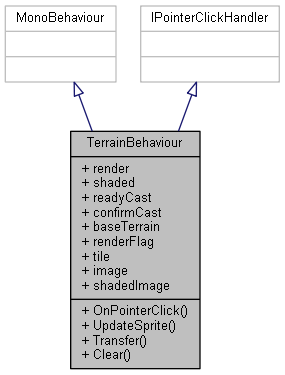 MonoBehaviour
IPointerClickHandler
TerrainBehaviour
+ render
+ shaded
+ readyCast
+ confirmCast
+ baseTerrain
+ renderFlag
+ tile
+ image
+ shadedImage
+ OnPointerClick()
+ UpdateSprite()
+ Transfer()
+ Clear()